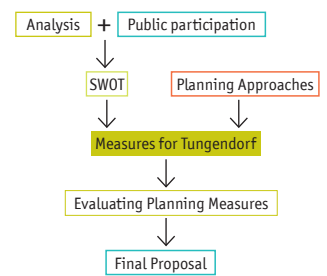 Analysis + Public participation
SWOT
Planning Approaches
Measures for Tungendorf
Evaluating Planning Measures
Final Proposal